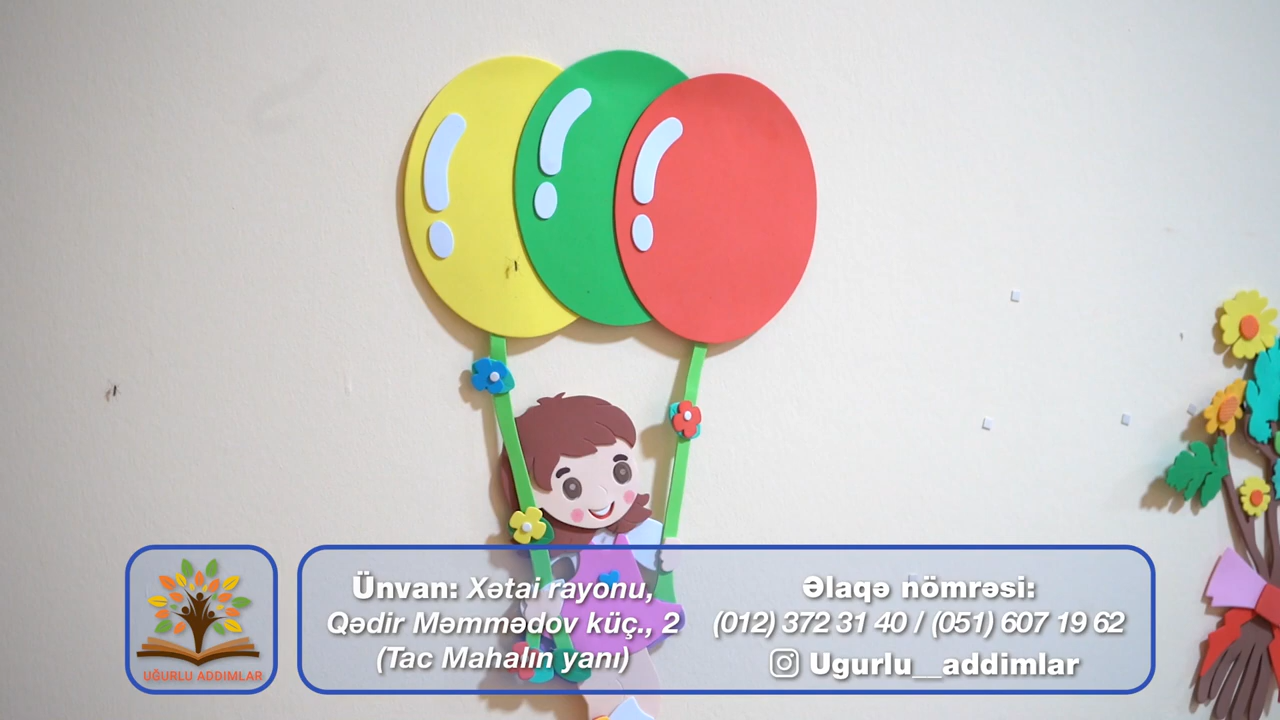 UĞURLU ADDIMLAR
Ünvan: Xətai rayonu,
Qədir Məmmədov küç., 2
(Tac Mahalın yanı)
Əlaqə nömrəsi:
(012) 372 31 40 / (051) 607 19 62
Ugurlu__addimlar